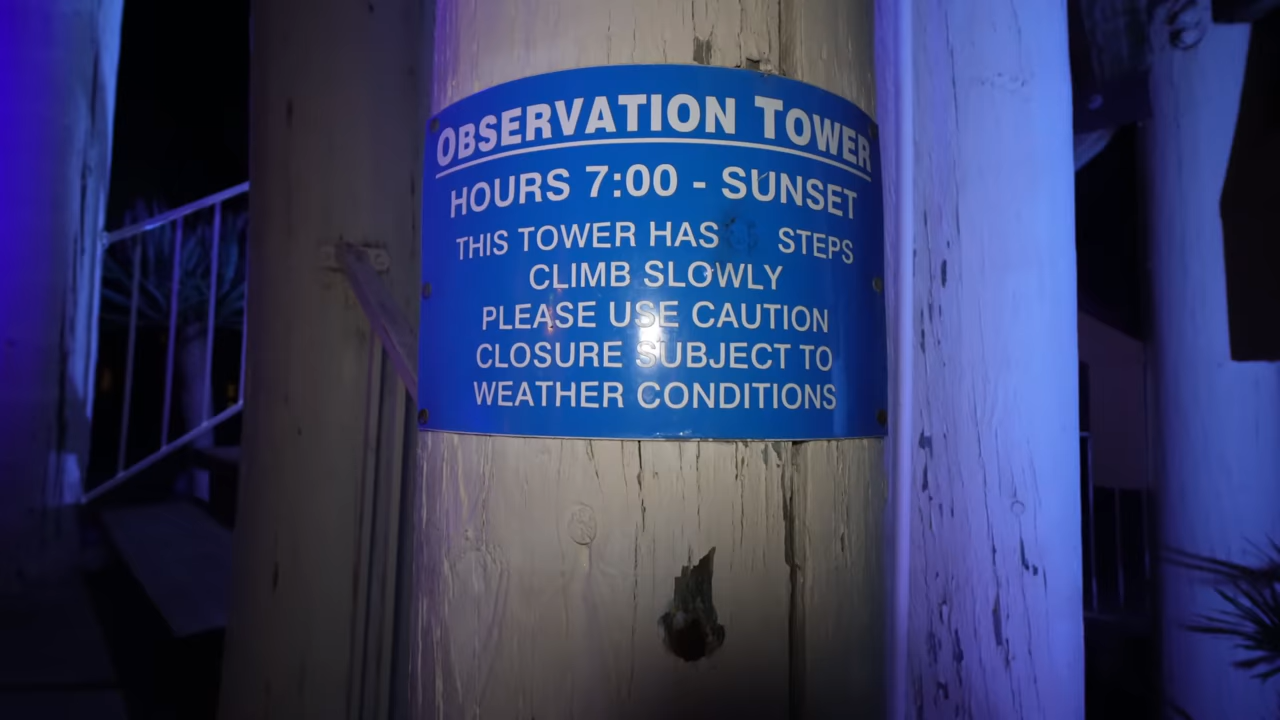 OBSERVATION TOWER
HOURS 7:00 - SUNSET
THIS TOWER HAS STEPS
CLIMB SLOWLY
PLEASE USE CAUTION
CLOSURE SUBJECT TO
WEATHER CONDITIONS